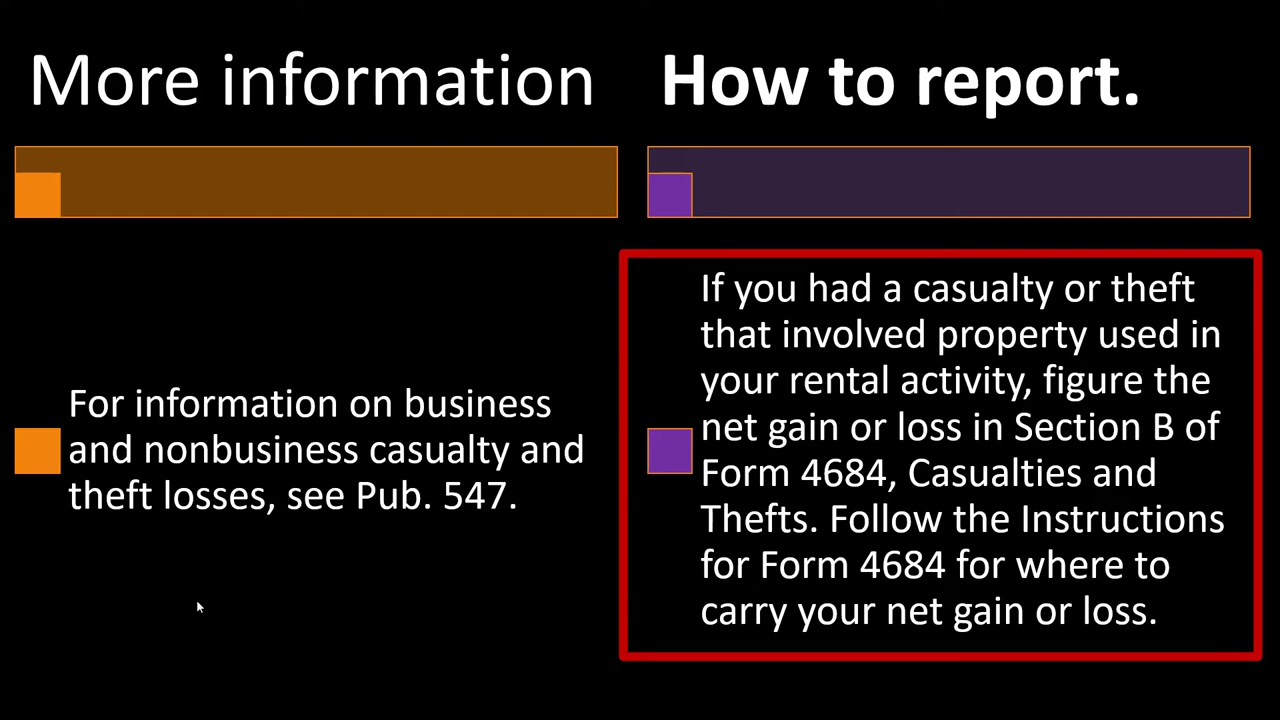 More information
For information on business
and nonbusiness casualty and
theft losses, see Pub. 547.
How to report.
If you had a casualty or theft
that involved property used in
your rental activity, figure the
net gain or loss in Section B of
Form 4684, Casualties and
Thefts. Follow the Instructions
for Form 4684 for where to
carry your net gain or loss.